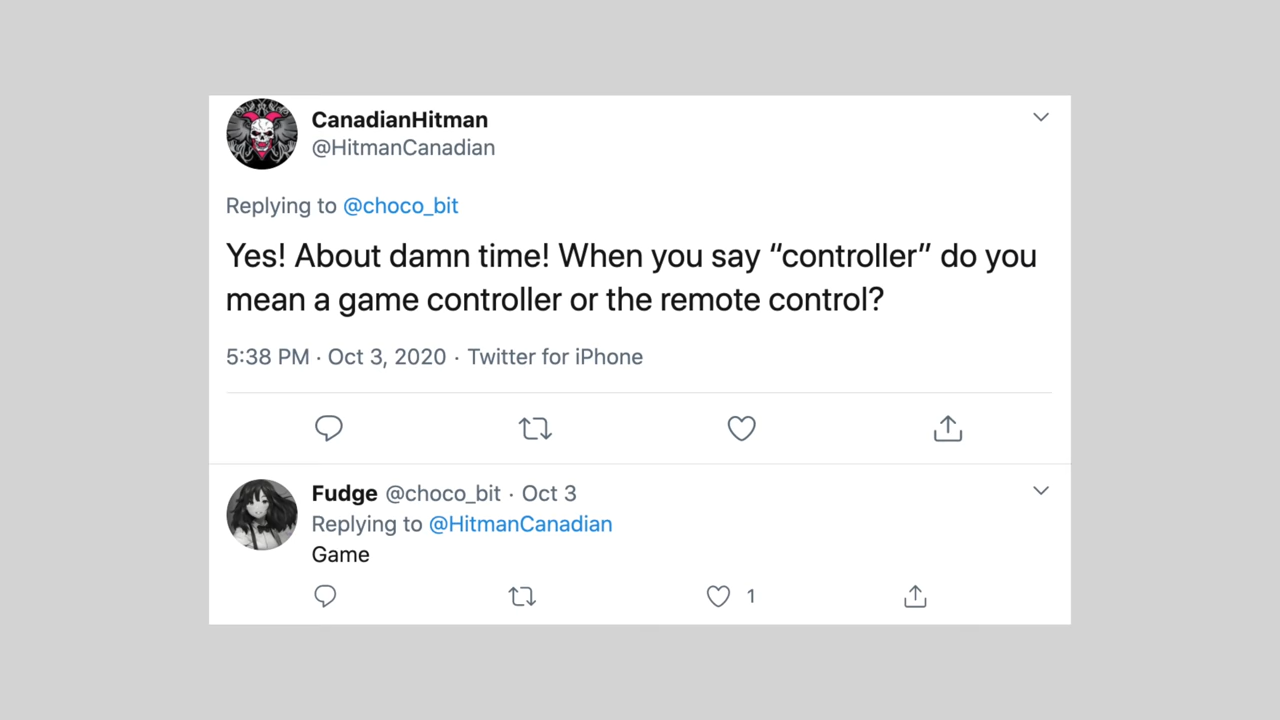 CanadianHitman
@HitmanCanadian
Replying to @choco_bit
Yes! About damn time! When you say “controller” do you
mean a game controller or the remote control?
5:38 PM · Oct 3, 2020 · Twitter for iPhone
Fudge @choco_bit · Oct 3
Replying to @HitmanCanadian
Game
1